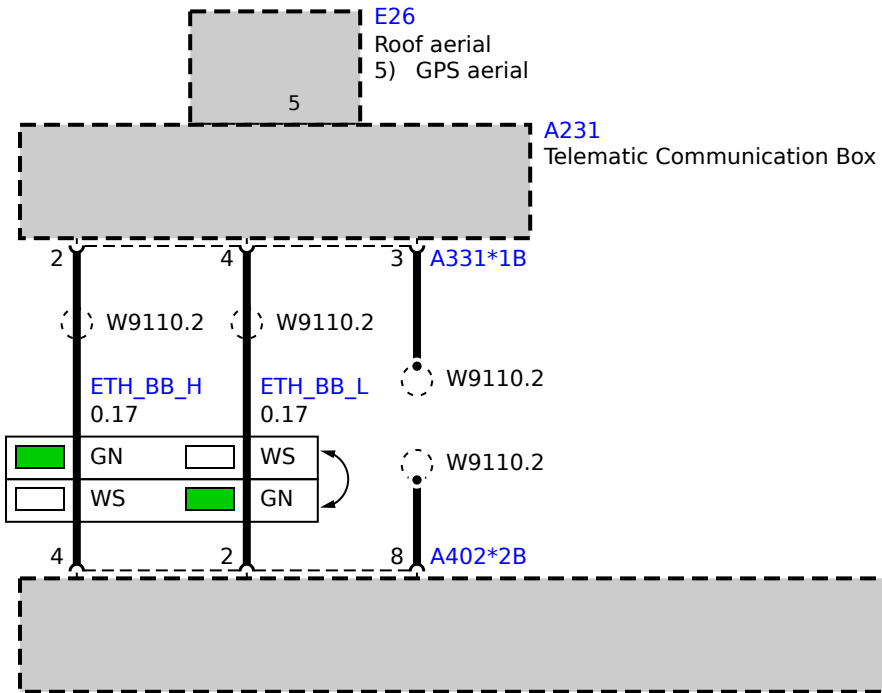 E26
Roof aerial
5) GPS aerial
5
A231
Telematic Communication Box
2 4 3 A331*1B
W9110.2 W9110.2
W9110.2
ETH_BB_H ETH_BB_L
0.17 0.17
GN WS
W9110.2
WS GN
4 2 8 A402*2B